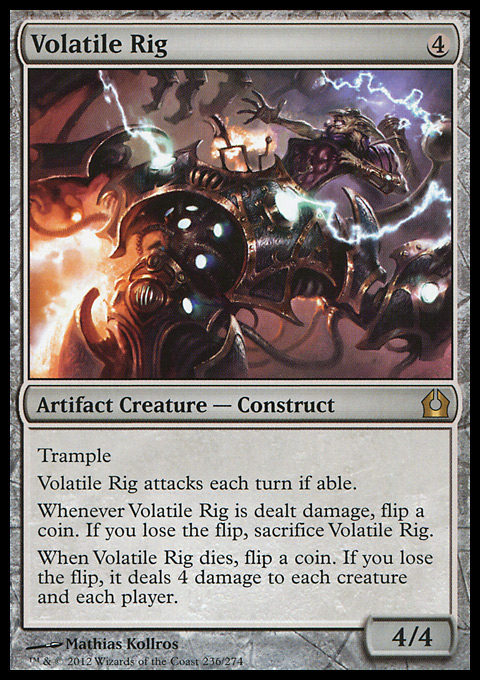 Volatile Rig 4
Artifact Creature — Construct
Trample
Volatile Rig attacks each turn if able.
Whenever Volatile Rig is dealt damage, flip a
coin. If you lose the flip, sacrifice Volatile Rig.
When Volatile Rig dies, flip a coin. If you lose
the flip, it deals 4 damage to each creature
and each player.
Mathias Kollros
4/4
™ & © 2012 Wizards of the Coast 236/274